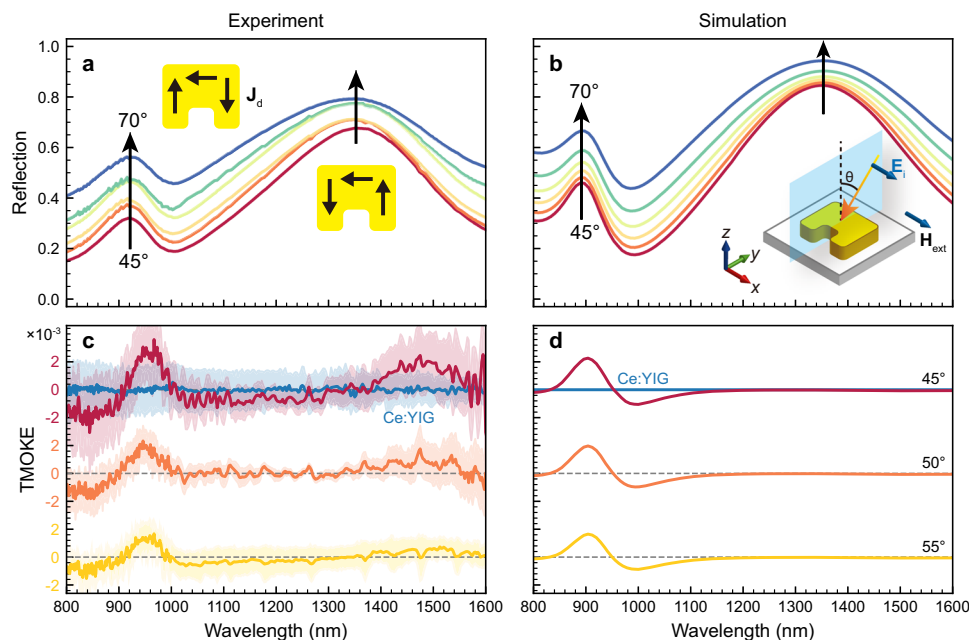 Experiment
Simulation
a
b
1.0
0.8
0.6
0.4
0.2
0.0
Reflection
70°
45°
J_d
70°
45°
θ
E_i
H_ext
z
y
x
×10⁻³
c
d
2
0
-2
2
0
-2
2
0
-2
TMOKE
Ce:YIG
Ce:YIG
45°
50°
55°
800 900 1000 1100 1200 1300 1400 1500 1600
800 900 1000 1100 1200 1300 1400 1500 1600
Wavelength (nm)
Wavelength (nm)